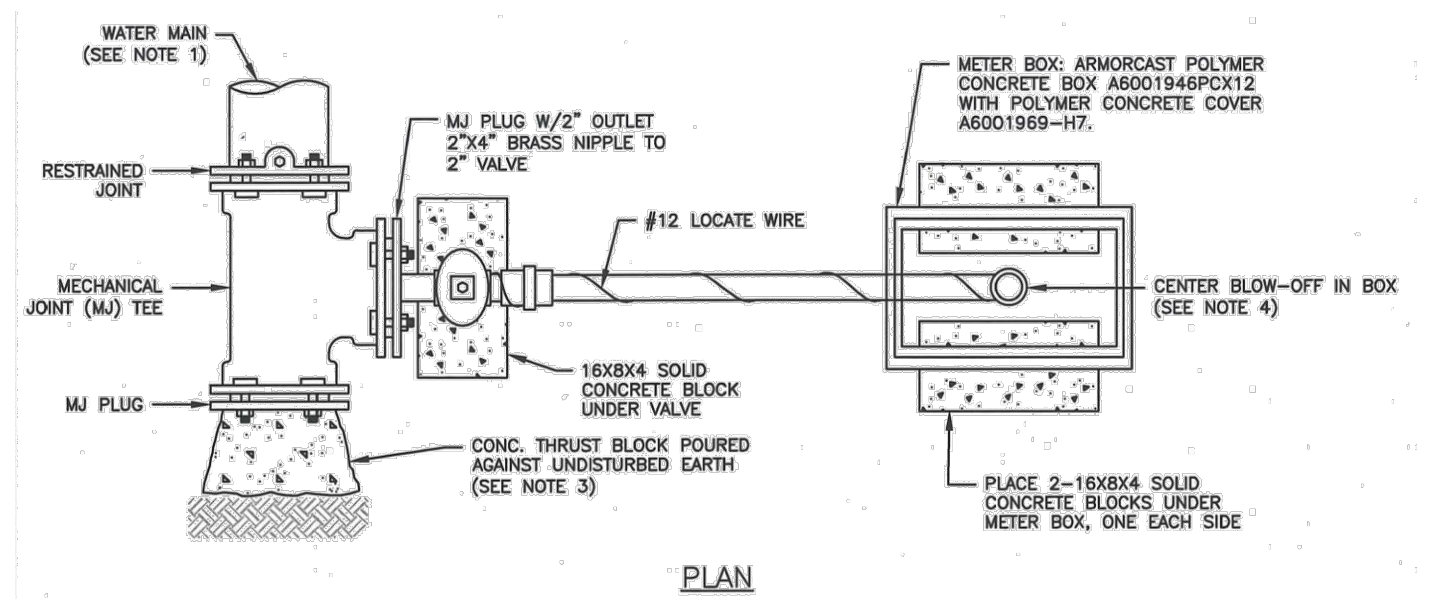 WATER MAIN
(SEE NOTE 1)
METER BOX: ARMORCAST POLYMER
CONCRETE BOX A6001946PCX12
WITH POLYMER CONCRETE COVER
A6001969-H7.
MJ PLUG W/2" OUTLET
2"X4" BRASS NIPPLE TO
2" VALVE
RESTRAINED
JOINT
#12 LOCATE WIRE
MECHANICAL
JOINT (MJ) TEE
CENTER BLOW-OFF IN BOX
(SEE NOTE 4)
16X8X4 SOLID
CONCRETE BLOCK
UNDER VALVE
MJ PLUG
CONC. THRUST BLOCK POURED
AGAINST UNDISTURBED EARTH
(SEE NOTE 3)
PLACE 2-16X8X4 SOLID
CONCRETE BLOCKS UNDER
METER BOX, ONE EACH SIDE
PLAN